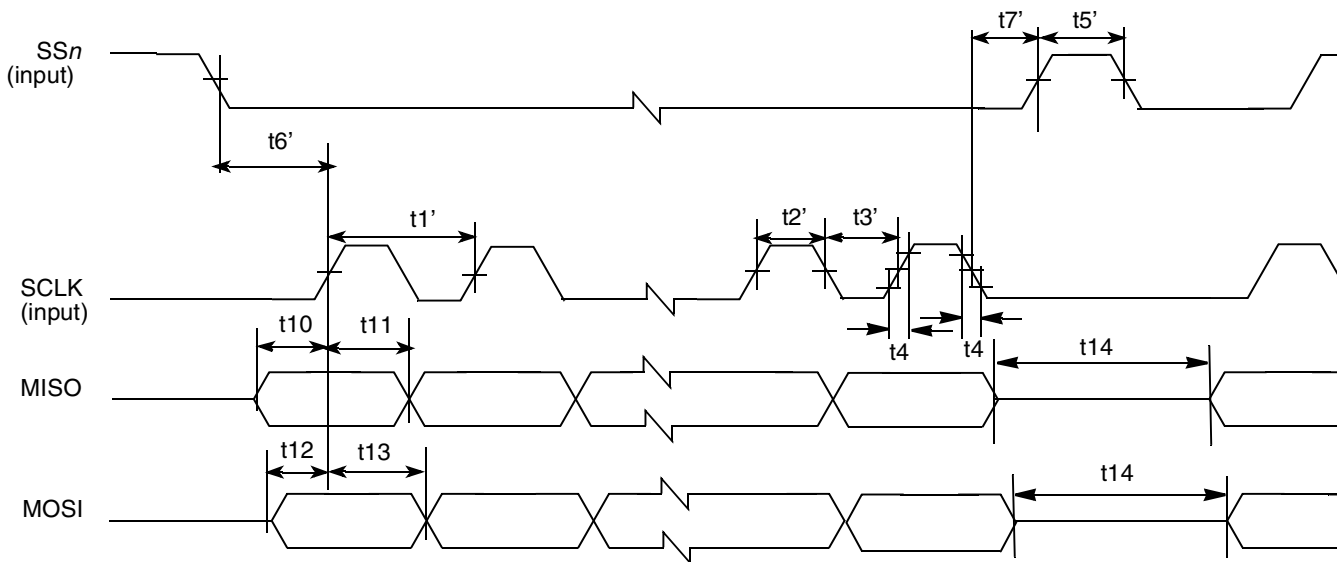 t7’ t5’
SSn
(input)
t6’
t1’ t2’ t3’
SCLK
(input)
t10 t11 t4 t4 t14
MISO
t12 t13 t14
MOSI